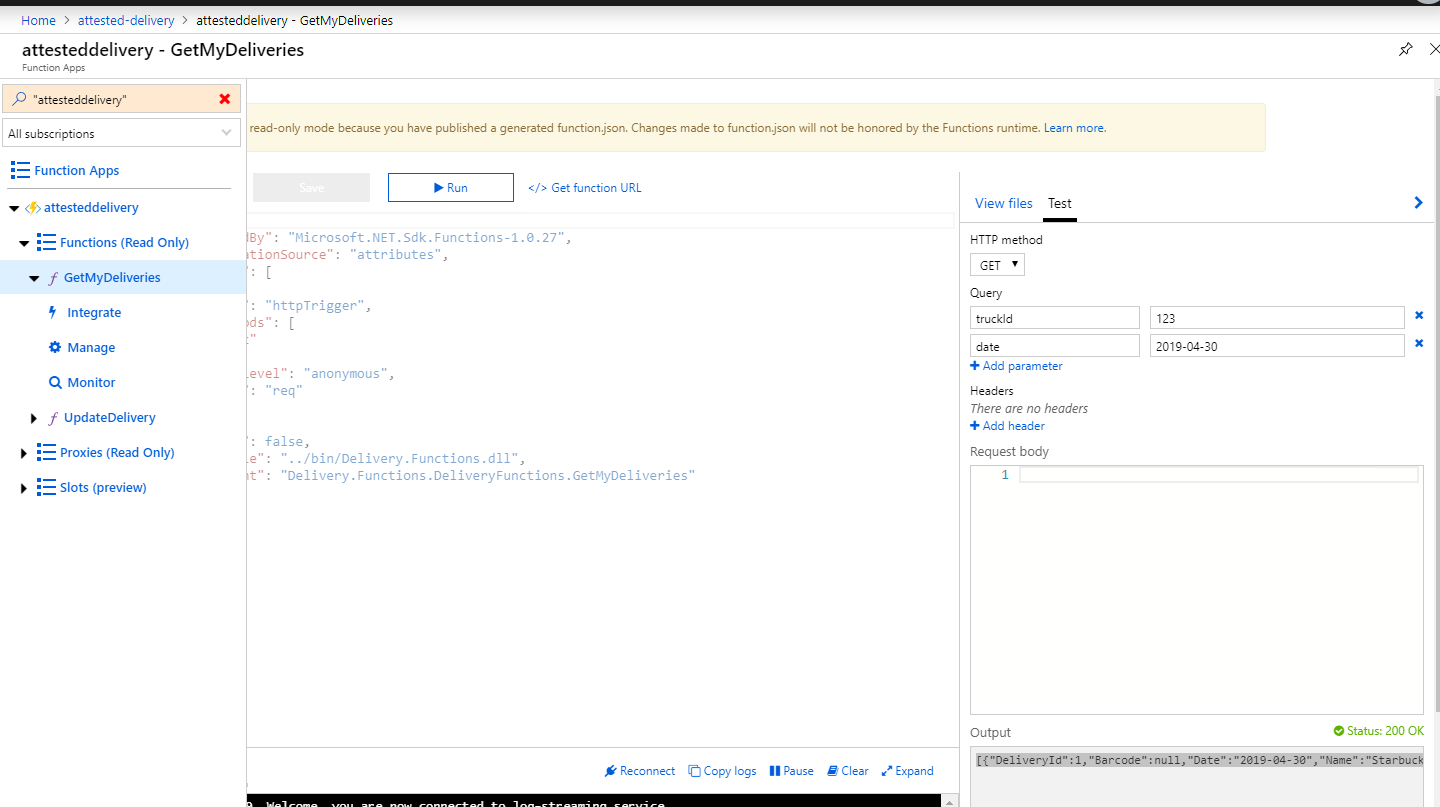 Home > attested-delivery > attesteddelivery - GetMyDeliveries
attesteddelivery - GetMyDeliveries
Function Apps
"attesteddelivery"
All subscriptions
Function Apps
attesteddelivery
Functions (Read Only)
GetMyDeliveries
Integrate
Manage
Monitor
UpdateDelivery
Proxies (Read Only)
Slots (preview)
read-only mode because you have published a generated function.json. Changes made to function.json will not be honored by the Functions runtime. Learn more.
Save Run </> Get function URL
dBy": "Microsoft.NET.Sdk.Functions-1.0.27",
ationSource": "attributes",
": [
": "httpTrigger",
ods": [
"
evel": "anonymous",
": "req"
": false,
le": "../bin/Delivery.Functions.dll",
nt": "Delivery.Functions.DeliveryFunctions.GetMyDeliveries"
Reconnect Copy logs Pause Clear Expand
Welcome, you are now connected to log-streaming service.
View files Test
HTTP method
GET
Query
truckId 123
date 2019-04-30
Add parameter
Headers
There are no headers
Add header
Request body
1
Output Status: 200 OK
[{"DeliveryId":1,"Barcode":null,"Date":"2019-04-30","Name":"Starbuck